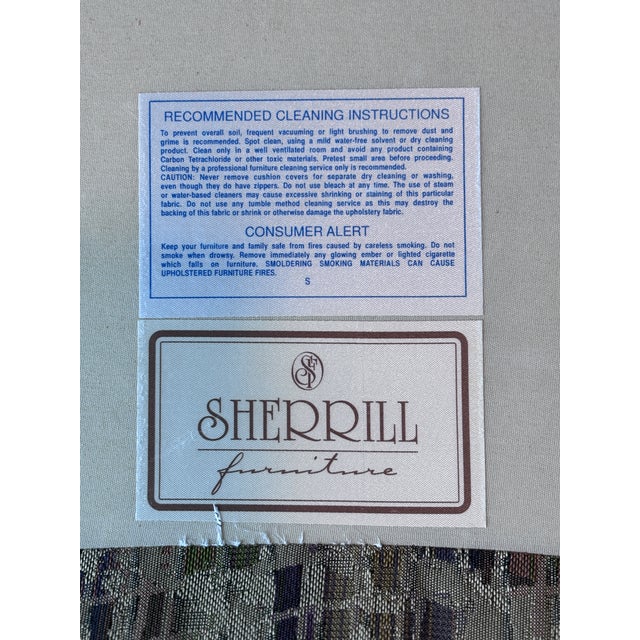 RECOMMENDED CLEANING INSTRUCTIONS
To prevent overall soil, frequent vacuuming or light brushing to remove dust and
grime is recommended. Spot clean, using a mild water-free solvent or dry cleaning
product. Clean only in a well ventilated room and avoid any product containing
Carbon Tetrachloride or other toxic materials. Pretest small area before proceeding.
Cleaning by a professional furniture cleaning service only is recommended.
CAUTION: Never remove cushion covers for separate dry cleaning or washing,
even though they do have zippers. Do not use bleach at any time. The use of steam
or water-based cleaners may cause excessive shrinking or staining of this particular
fabric. Do not use any tumble method cleaning service as this may destroy the
backing of this fabric or shrink or otherwise damage the upholstery fabric.
CONSUMER ALERT
Keep your furniture and family safe from fires caused by careless smoking. Do not
smoke when drowsy. Remove immediately any glowing ember or lighted cigarette
which falls on furniture. SMOLDERING SMOKING MATERIALS CAN CAUSE
UPHOLSTERED FURNITURE FIRES.
S
SHERRILL
furniture